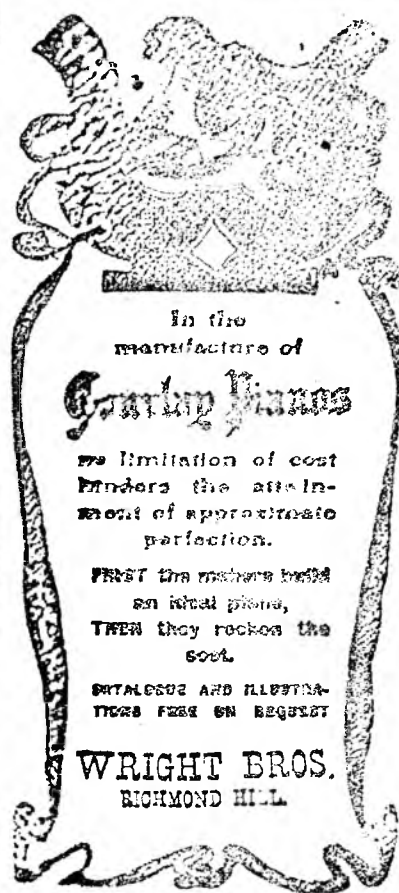 In the
manufacture of
Gourlay Pianos
no limitation of cost
hinders the attain-
ment of approximate
perfection.
FIRST the makers build
an ideal piano,
THEN they reckon the
cost.
CATALOGUE AND ILLUSTRA-
TIONS FREE ON REQUEST
WRIGHT BROS.
RICHMOND HILL.